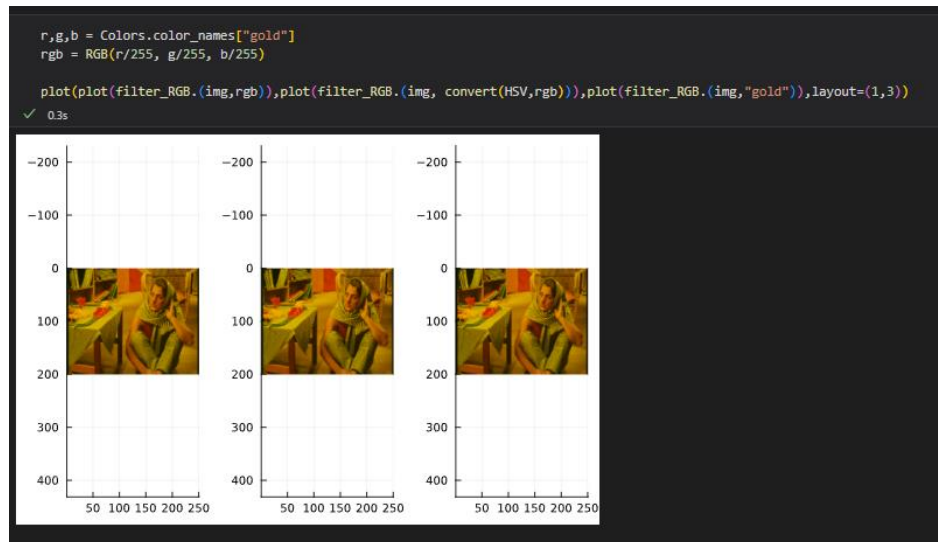 r,g,b = Colors.color_names["gold"]
rgb = RGB(r/255, g/255, b/255)
plot(plot(filter_RGB.(img,rgb)),plot(filter_RGB.(img, convert(HSV,rgb))),plot(filter_RGB.(img,"gold")),layout=(1,3))
✓ 0.3s
−200 −200 −200
−100 −100 −100
0 0 0
100 100 100
200 200 200
300 300 300
400 400 400
50 100 150 200 250 50 100 150 200 250 50 100 150 200 250